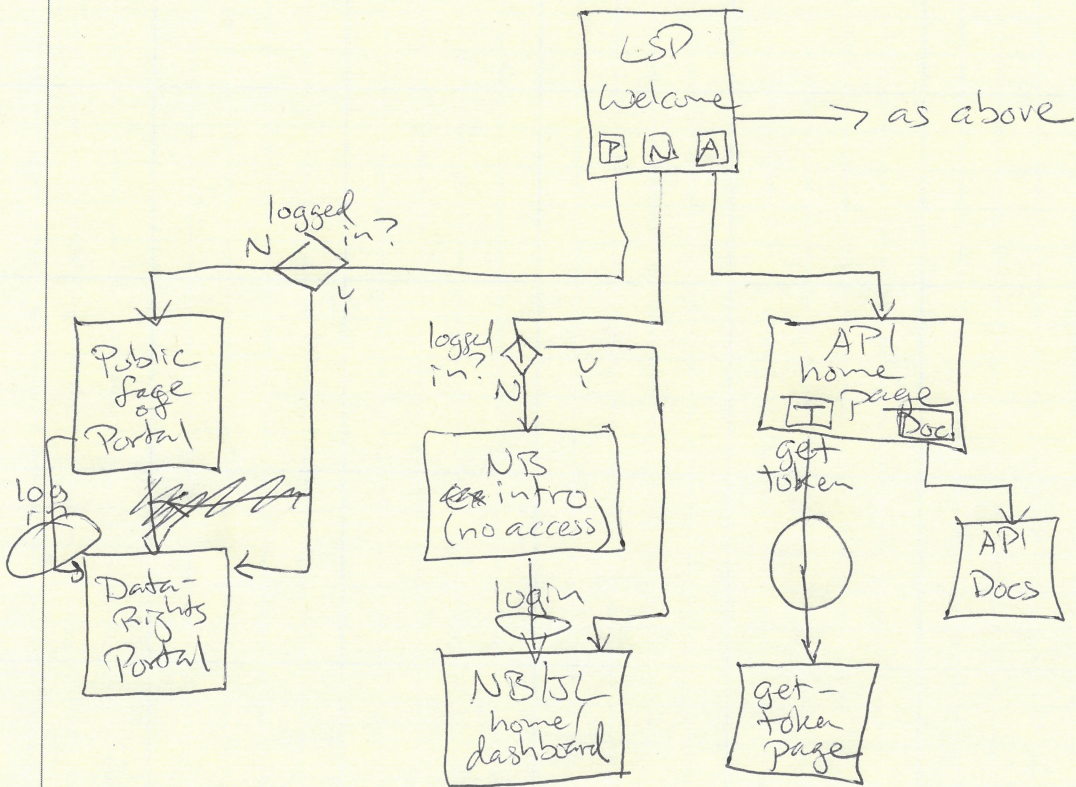 LSP
Welcome
P N A
→ as above
logged
in?
N
Y
Public
face
of
Portal
log
in
Data-
Rights
Portal
logged
in?
Y
N
NB
intro
(no access)
login
NB/JL
home/
dashboard
API
home
page
T
Doc
get
token
get-
token
page
API
Docs